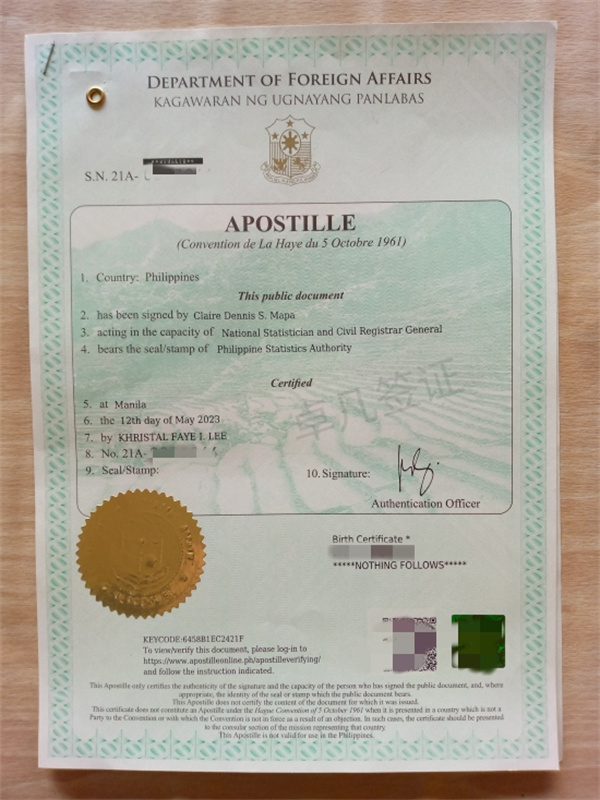 DEPARTMENT OF FOREIGN AFFAIRS
KAGAWARAN NG UGNAYANG PANLABAS
S.N. 21A-
APOSTILLE
(Convention de La Haye du 5 Octobre 1961)
1. Country: Philippines
This public document
2. has been signed by Claire Dennis S. Mapa
3. acting in the capacity of National Statistician and Civil Registrar General
4. bears the seal/stamp of Philippine Statistics Authority
Certified
卓凡签证
5. at Manila
6. the 12th day of May 2023
7. by KHRISTAL FAYE I. LEE
8. No. 21A-
9. Seal/Stamp:
10. Signature:
Authentication Officer
Birth Certificate *
*****NOTHING FOLLOWS*****
KEYCODE:6458B1EC2421F
To view/verify this document, please log-in to
https://www.apostilleonline.ph/apostilleverifying/
and follow the instruction indicated.
This Apostille only certifies the authenticity of the signature and the capacity of the person who has signed the public document, and, where
appropriate, the identity of the seal or stamp which the public document bears.
This Apostille does not certify the content of the document for which it was issued.
This certificate does not constitute an Apostille under the Hague Convention of 5 October 1961 when it is presented in a country which is not a
Party to the Convention or with which the Convention is not in force as a result of an objection. In such cases, the certificate should be presented
to the consular section of the mission representing that country.
This Apostille is not valid for use in the Philippines.